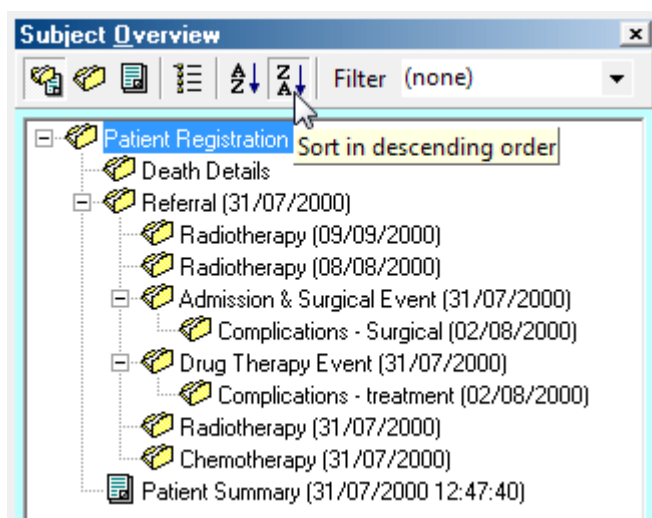 Subject Overview
Filter (none)
Patient Registration
Sort in descending order
Death Details
Referral (31/07/2000)
Radiotherapy (09/09/2000)
Radiotherapy (08/08/2000)
Admission & Surgical Event (31/07/2000)
Complications - Surgical (02/08/2000)
Drug Therapy Event (31/07/2000)
Complications - treatment (02/08/2000)
Radiotherapy (31/07/2000)
Chemotherapy (31/07/2000)
Patient Summary (31/07/2000 12:47:40)